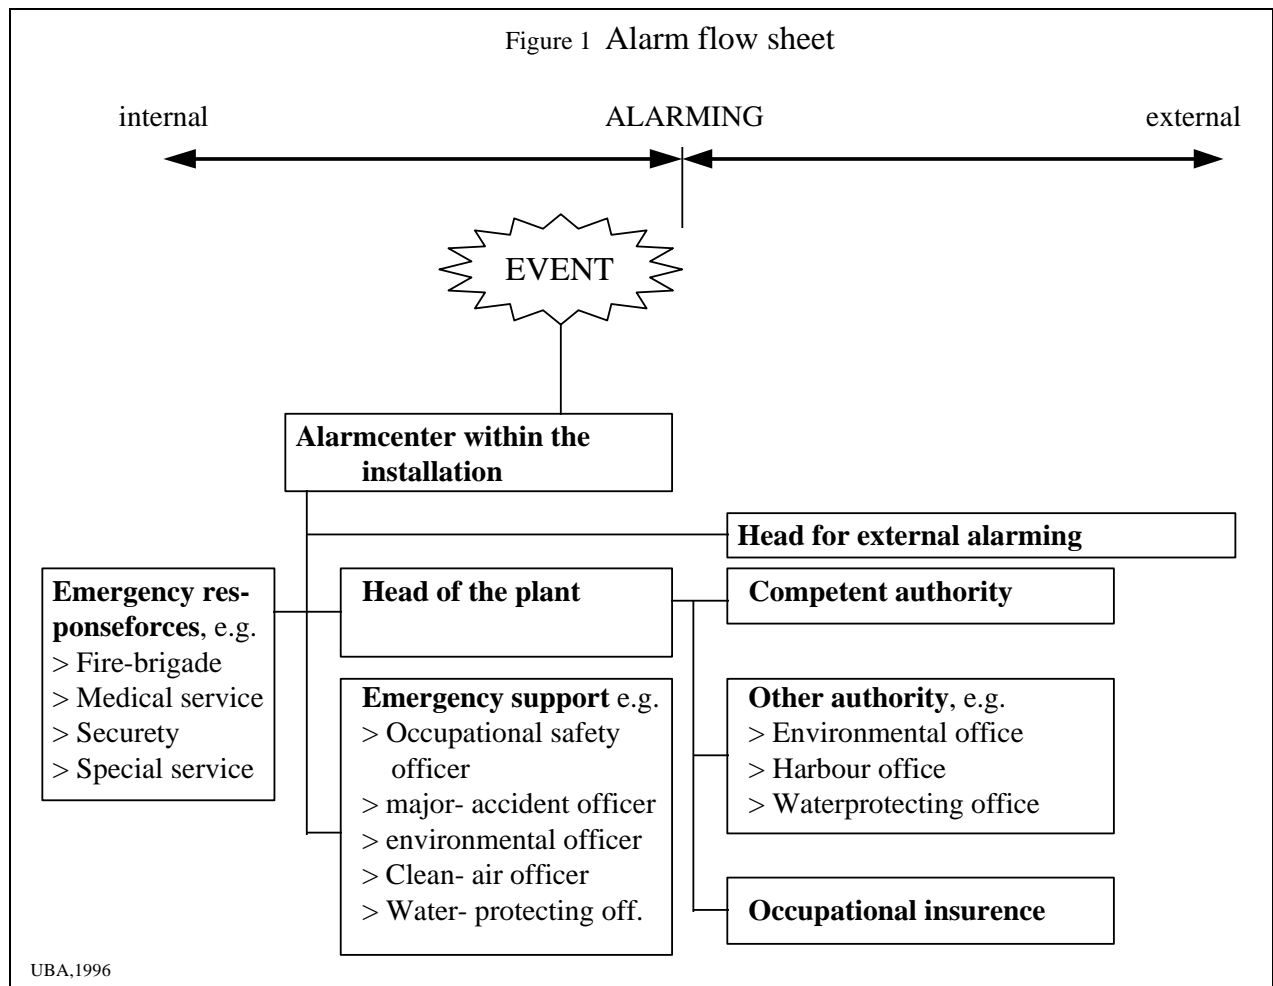 Figure 1 Alarm flow sheet
internal
ALARMING
external
EVENT
Alarmcenter within the
installation
Head for external alarming
Emergency res-
ponseforces, e.g.
> Fire-brigade
> Medical service
> Securety
> Special service
Head of the plant
Emergency support e.g.
> Occupational safety
officer
> major- accident officer
> environmental officer
> Clean- air officer
> Water- protecting off.
Competent authority
Other authority, e.g.
> Environmental office
> Harbour office
> Waterprotecting office
Occupational insurence
UBA,1996